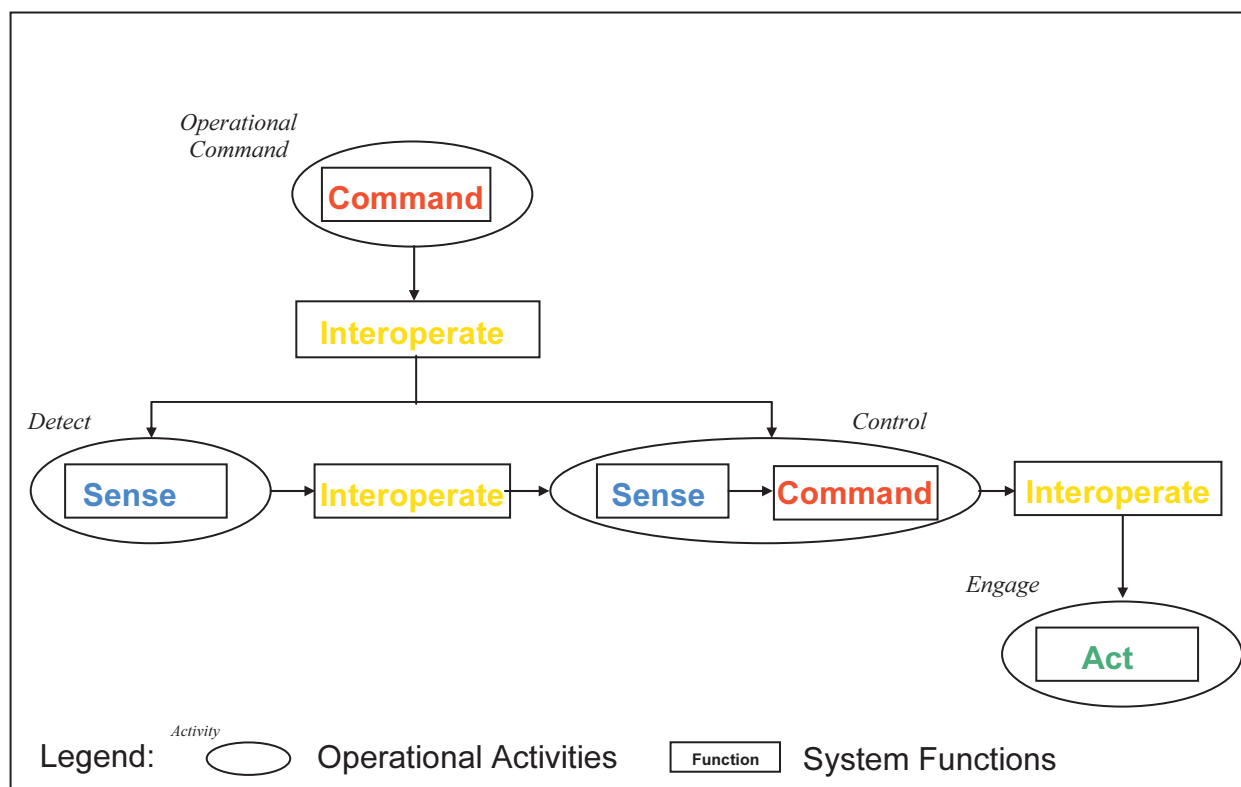 Operational
Command
Command
Interoperate
Detect
Control
Sense
Interoperate
Sense
Command
Interoperate
Engage
Act
Legend:
Activity
Operational Activities
Function
System Functions